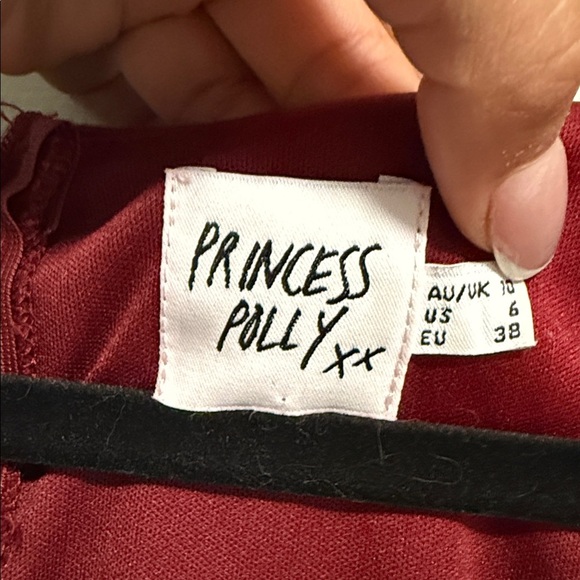 PRINCESS
POLLY xx
AU/UK 10
US 6
EU 38